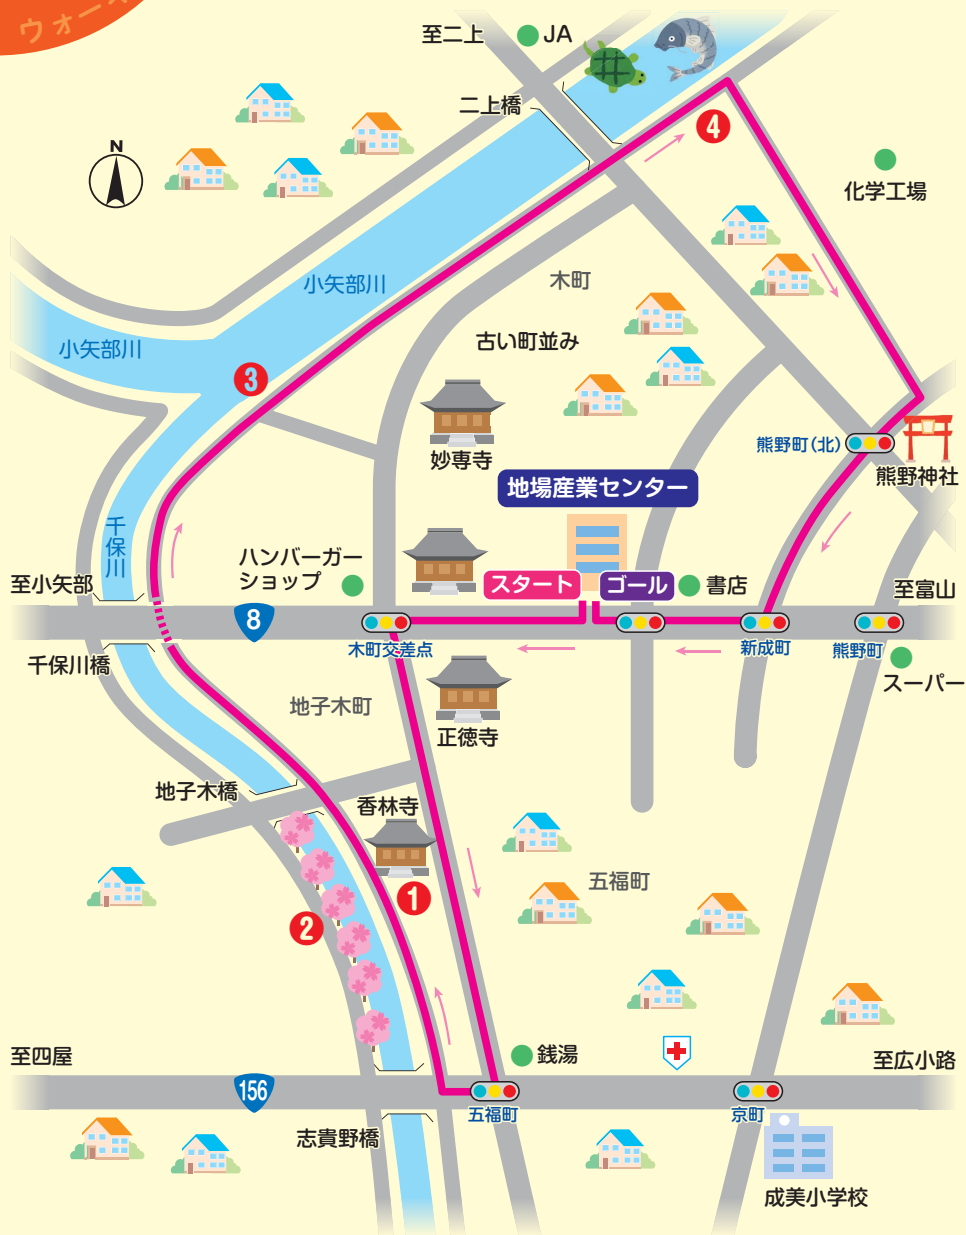 ウォー
至二上
JA
二上橋
4
N
化学工場
小矢部川
木町
小矢部川
古い町並み
3
妙専寺
熊野町(北)
熊野神社
地場産業センター
千保川
ハンバーガー
ショップ
スタート
ゴール
書店
至小矢部
至富山
8
木町交差点
新成町
熊野町
千保川橋
スーパー
地子木町
正徳寺
地子木橋
香林寺
五福町
1
2
至四屋
銭湯
至広小路
156
五福町
京町
志貴野橋
成美小学校